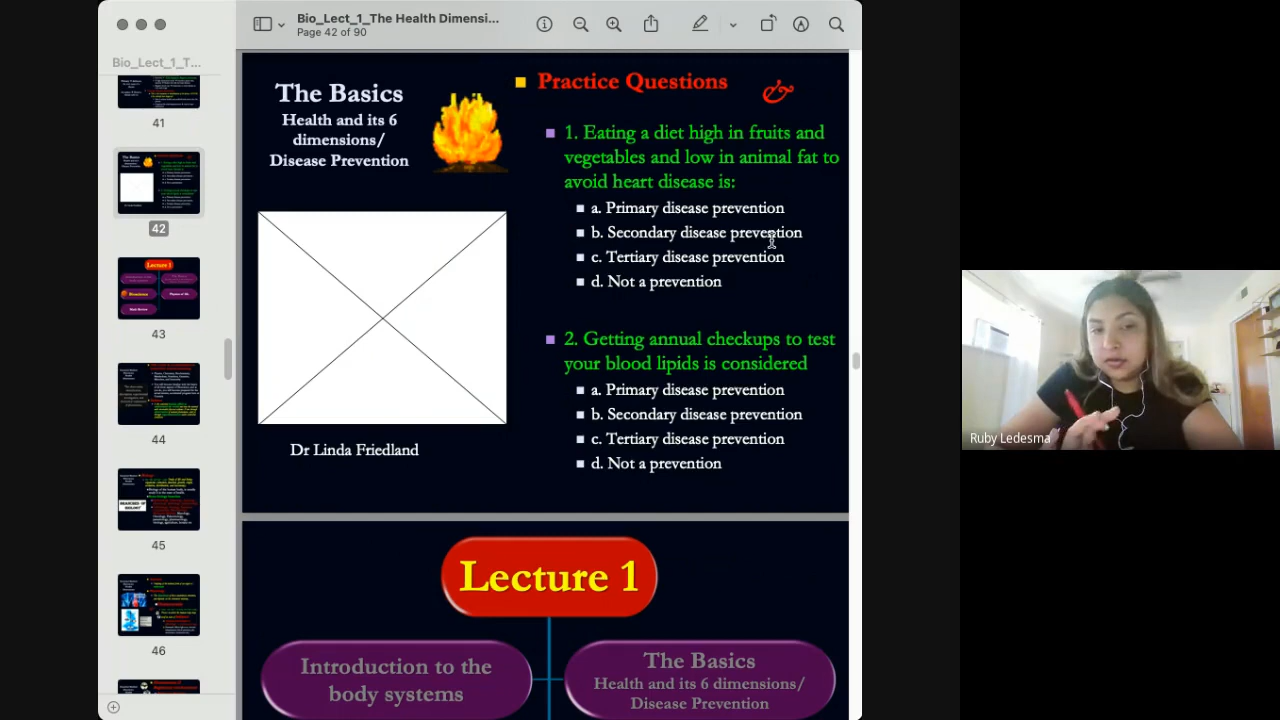 Bio_Lect_1_The Health Dimensi...
Page 42 of 90
Bio_Lect_1_T...
41
42
43
44
45
46
Lecture 1
The Basics
Health and its 6
dimensions/
Disease Prevention
Dr Linda Friedland
Practice Questions
1. Eating a diet high in fruits and
vegetables and low in animal fat to
avoid heart disease is:
a. Primary disease prevention
b. Secondary disease prevention
c. Tertiary disease prevention
d. Not a prevention
2. Getting annual checkups to test
your blood lipids is considered
a. Primary disease prevention
b. Secondary disease prevention
c. Tertiary disease prevention
d. Not a prevention
Lecture 1
Introduction to the
body systems
The Basics
Health and its 6 dimensions/
Disease Prevention
Ruby Ledesma